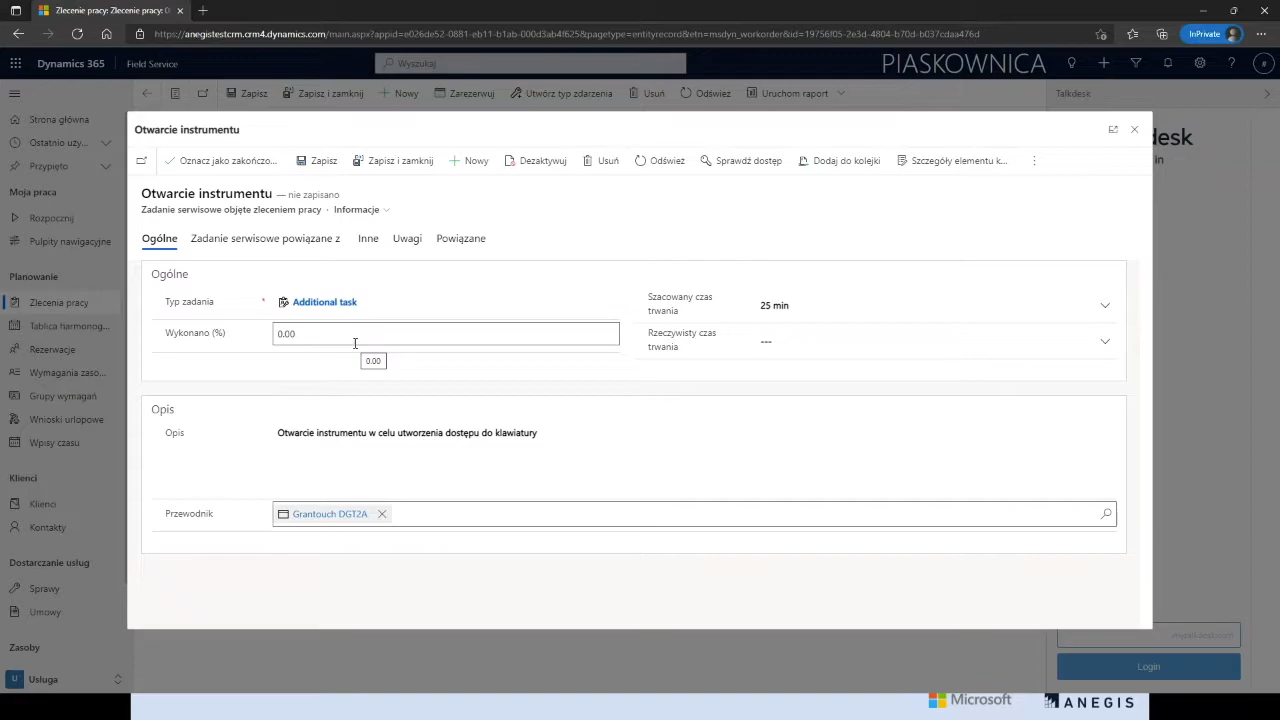 Zlecenie pracy: Zlecenie pracy: 0
https://anegistestcrm.crm4.dynamics.com/main.aspx?appid=e026de52-0881-eb11-b1ab-000d3ab4f625&pagetype=entityrecord&etn=msdyn_workorder&id=19756f05-2e3d-4804-b70d-b037cdaa476d
InPrivate
Dynamics 365
Field Service
Wyszukaj
PIASKOWNICA
Zapisz
Zapisz i zamknij
Nowy
Zarezerwuj
Utwórz typ zdarzenia
Usuń
Odśwież
Uruchom raport
Talkdesk
Strona główna
Ostatnio uży...
Przypięto
Moja praca
Rozpocznij
Pulpity nawigacyjne
Planowanie
Zlecenia pracy
Tablica harmonog...
Rezerwacje
Wymagania zaso...
Grupy wymagań
Wnioski urlopowe
Wpisy czasu
Klienci
Klienci
Kontakty
Dostarczanie usług
Sprawy
Umowy
Zasoby
U
Usługa
Otwarcie instrumentu
Oznacz jako zakończo...
Zapisz
Zapisz i zamknij
Nowy
Dezaktywuj
Usuń
Odśwież
Sprawdź dostęp
Dodaj do kolejki
Szczegóły elementu k...
Otwarcie instrumentu — nie zapisano
Zadanie serwisowe objęte zleceniem pracy · Informacje
Ogólne
Zadanie serwisowe powiązane z
Inne
Uwagi
Powiązane
Ogólne
Typ zadania *
Additional task
Wykonano (%)
0.00
0.00
Szacowany czas trwania
25 min
Rzeczywisty czas trwania
---
Opis
Opis
Otwarcie instrumentu w celu utworzenia dostępu do klawiatury
Przewodnik
Grantouch DGT2A
desk
in
Login
Microsoft
ANEGIS